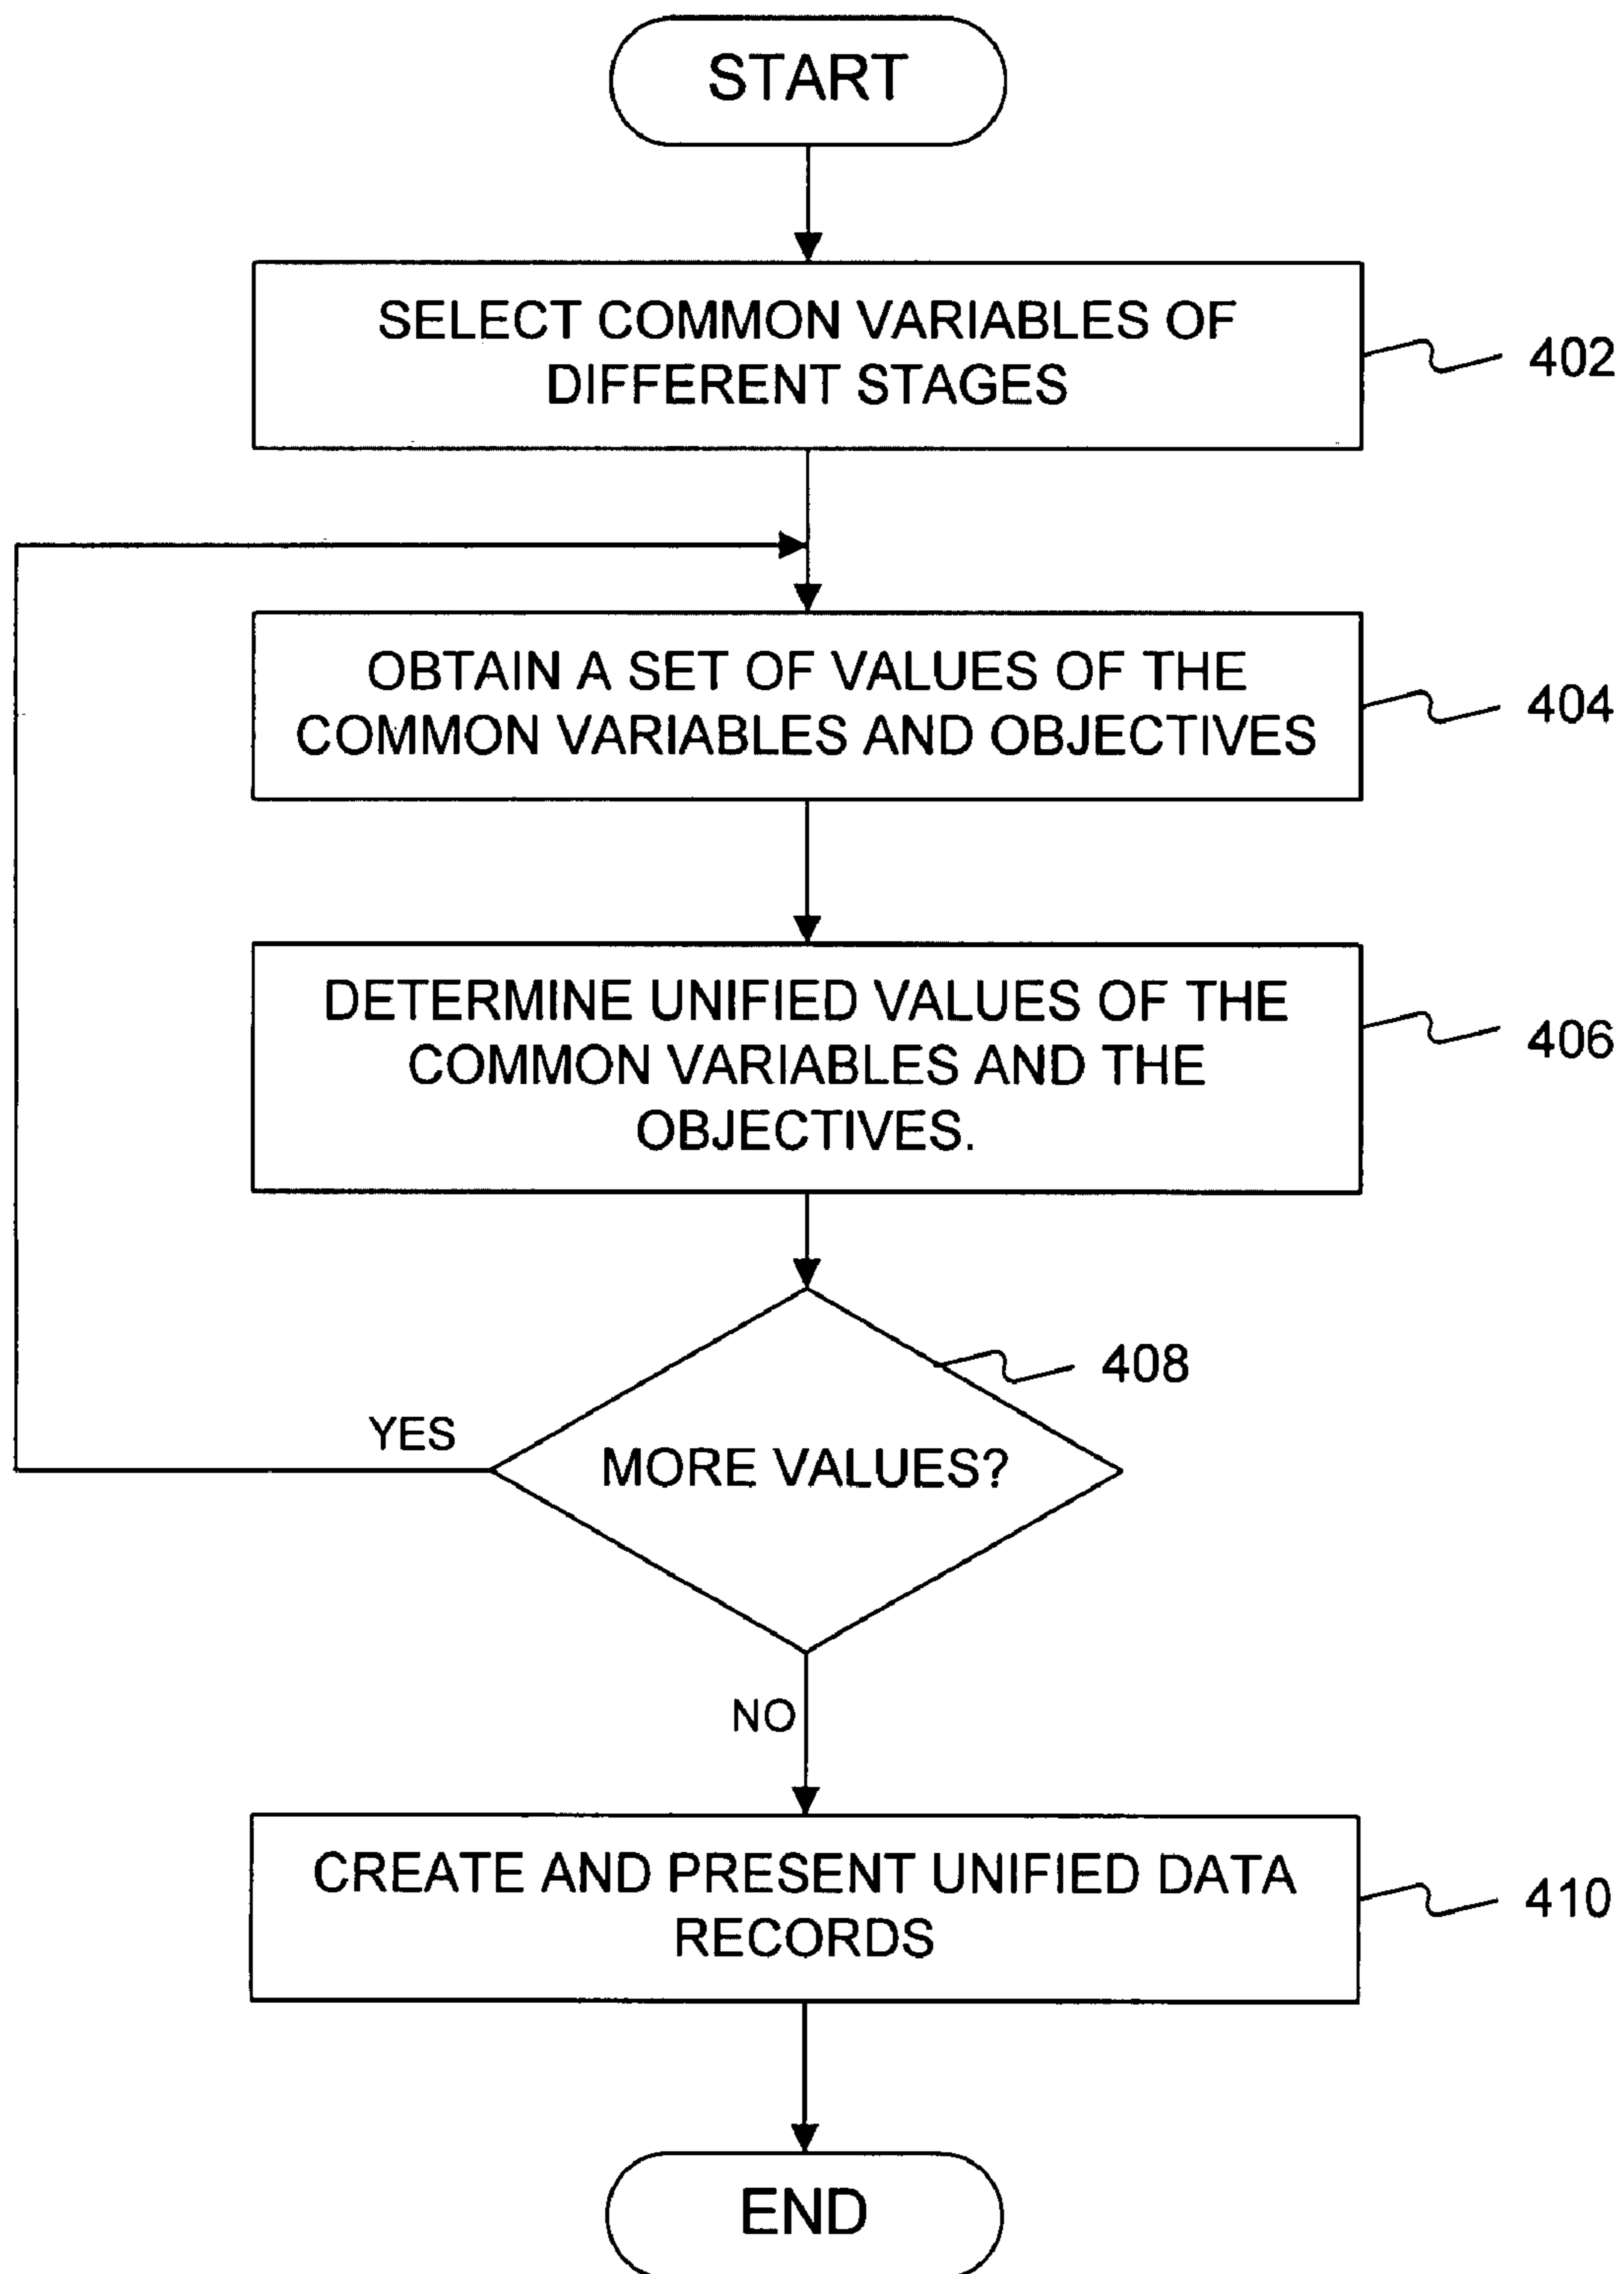 START
SELECT COMMON VARIABLES OF
DIFFERENT STAGES
402
OBTAIN A SET OF VALUES OF THE
COMMON VARIABLES AND OBJECTIVES
404
DETERMINE UNIFIED VALUES OF THE
COMMON VARIABLES AND THE
OBJECTIVES.
406
408
YES
MORE VALUES?
NO
CREATE AND PRESENT UNIFIED DATA
RECORDS
410
END